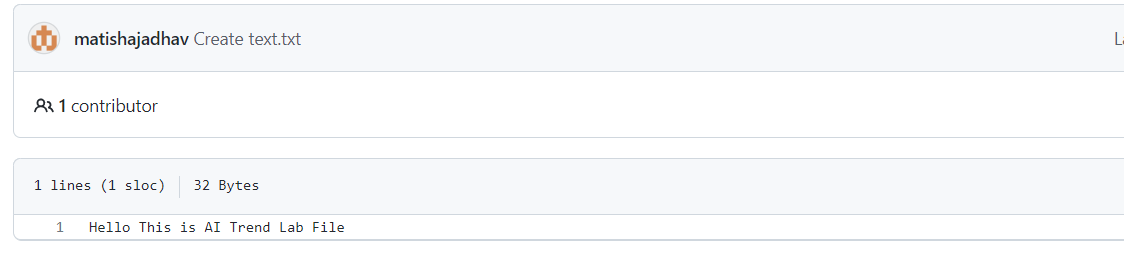 matishajadhav Create text.txt
1 contributor
1 lines (1 sloc) 32 Bytes
1 Hello This is AI Trend Lab File